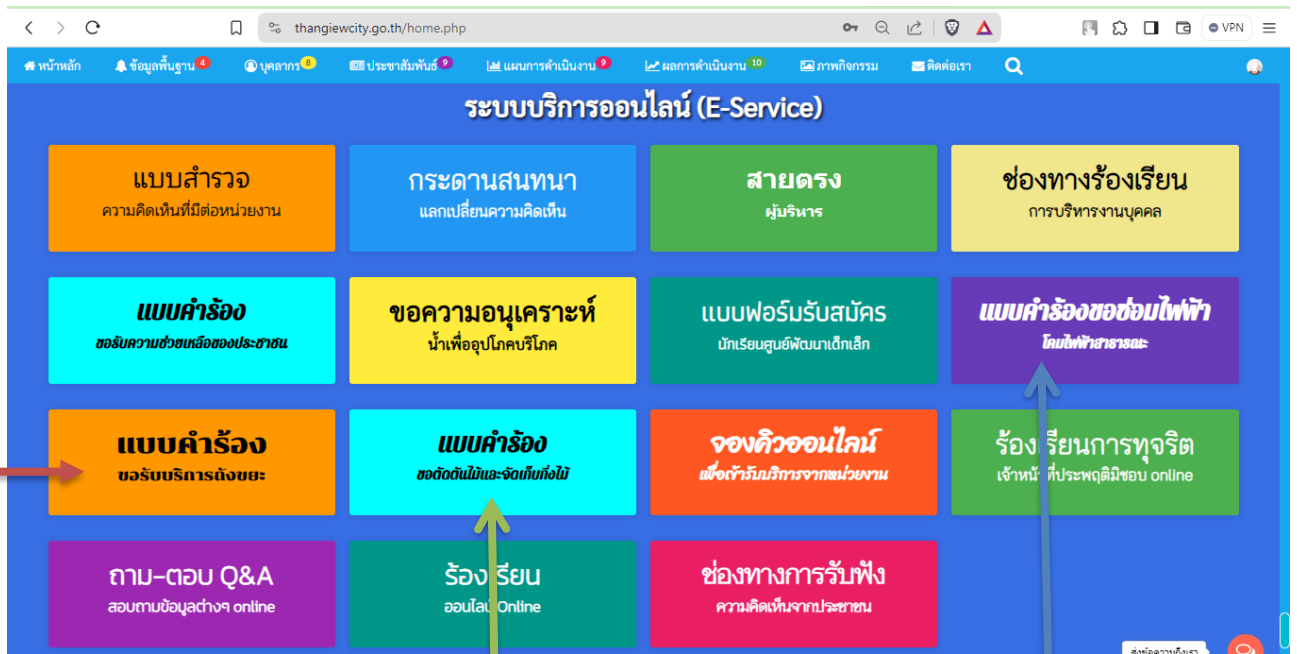 thangiewcity.go.th/home.php
VPN
หน้าหลัก
ข้อมูลพื้นฐาน 4
บุคลากร 8
ประชาสัมพันธ์ 9
แผนการดำเนินงาน 9
ผลการดำเนินงาน 10
ภาพกิจกรรม
ติดต่อเรา
ระบบบริการออนไลน์ (E-Service)
แบบสำรวจ
ความคิดเห็นที่มีต่อหน่วยงาน
กระดานสนทนา
แลกเปลี่ยนความคิดเห็น
สายตรง
ผู้บริหาร
ช่องทางร้องเรียน
การบริหารงานบุคคล
แบบคำร้อง
ขอรับความช่วยเหลือของประชาชน
ขอความอนุเคราะห์
น้ำเพื่ออุปโภคบริโภค
แบบฟอร์มรับสมัคร
นักเรียนศูนย์พัฒนาเด็กเล็ก
แบบคำร้องขอซ่อมไฟฟ้า
โคมไฟฟ้าสาธารณะ
แบบคำร้อง
ขอรับบริการถังขยะ
แบบคำร้อง
ขอตัดต้นไม้และจัดเก็บกิ่งไม้
จองคิวออนไลน์
เพื่อเข้ารับบริการจากหน่วยงาน
ร้องเรียนการทุจริต
เจ้าหน้าที่ประพฤติมิชอบ online
ถาม-ตอบ Q&A
สอบถามข้อมูลต่างๆ online
ร้องเรียน
ออนไลน์ Online
ช่องทางการรับฟัง
ความคิดเห็นจากประชาชน
ส่งข้อความถึงเรา